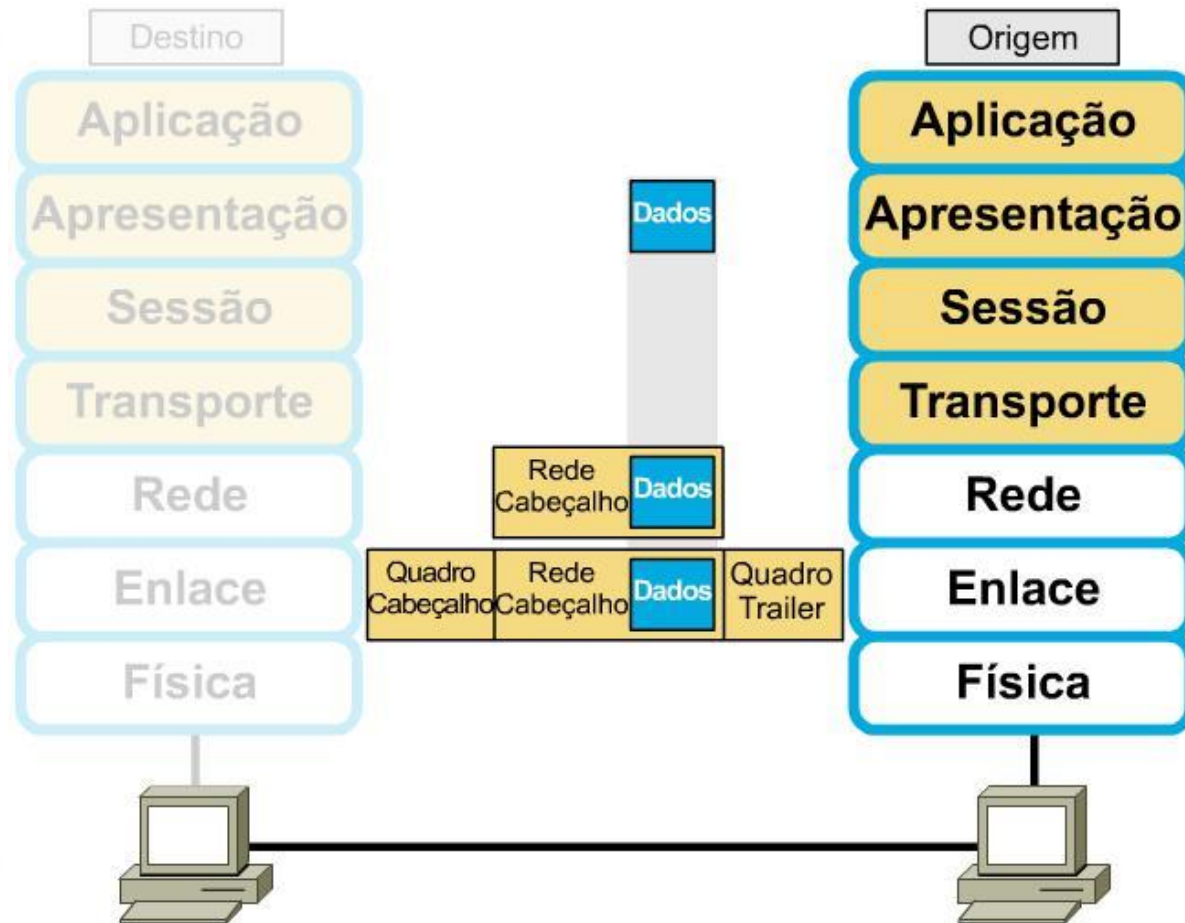 Destino
Aplicação
Apresentação
Sessão
Transporte
Rede
Enlace
Física
Dados
Rede
Cabeçalho
Dados
Quadro
Cabeçalho
Rede
Cabeçalho
Dados
Quadro
Trailer
Origem
Aplicação
Apresentação
Sessão
Transporte
Rede
Enlace
Física